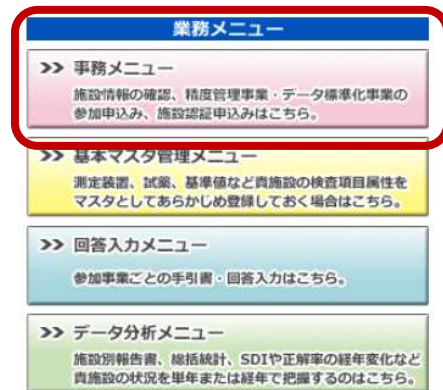 業務メニュー
>> 事務メニュー
施設情報の確認、精度管理事業・データ標準化事業の
参加申込み、施設認証申込みはこちら。
>> 基本マスタ管理メニュー
測定装置、試薬、基準値など貴施設の検査項目属性を
マスタとしてあらかじめ登録しておく場合はこちら。
>> 回答入力メニュー
参加事業ごとの手引書・回答入力はこちら。
>> データ分析メニュー
施設別報告書、総括統計、SDIや正解率の経年変化など
貴施設の状況を単年または経年で把握するのはこちら。